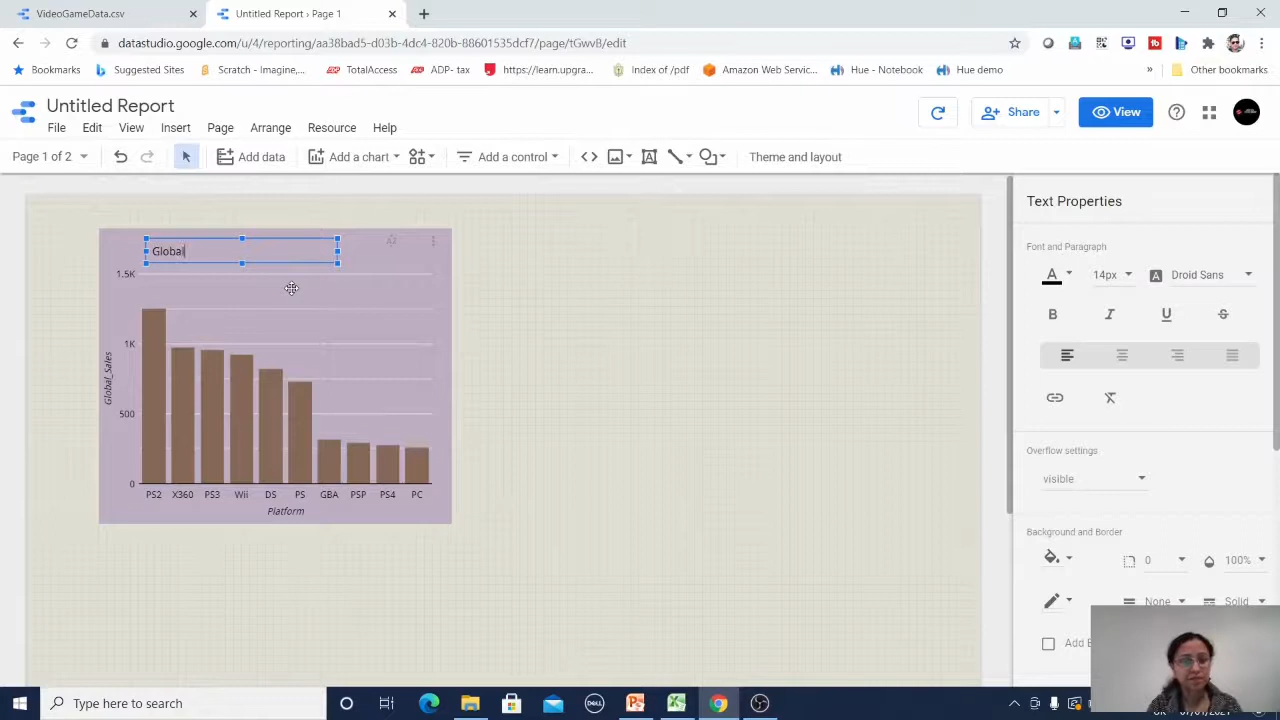 VideoGameData.csv
Untitled Report › Page 1
datastudio.google.com/u/4/reporting/aa38bad5-d03b-4dc4-820b-88601535dcf7/page/tGwvB/edit
Bookmarks
Suggested Sites
Scratch - Imagine,...
TotalAccess
ADP- tax
https://learn.upgra...
Index of /pdf
Amazon Web Servic...
Hue - Notebook
Hue demo
»
Other bookmarks
Untitled Report
File Edit View Insert Page Arrange Resource Help
Share
View
Page 1 of 2
Add data
Add a chart
Add a control
Theme and layout
Global
1.5K
1K
500
0
Global_Sales
PS2 X360 PS3 Wii DS PS GBA PSP PS4 PC
Platform
Text Properties
Font and Paragraph
A 14px Droid Sans
B I U S
Overflow settings
visible
Background and Border
0 100%
None Solid
Type here to search